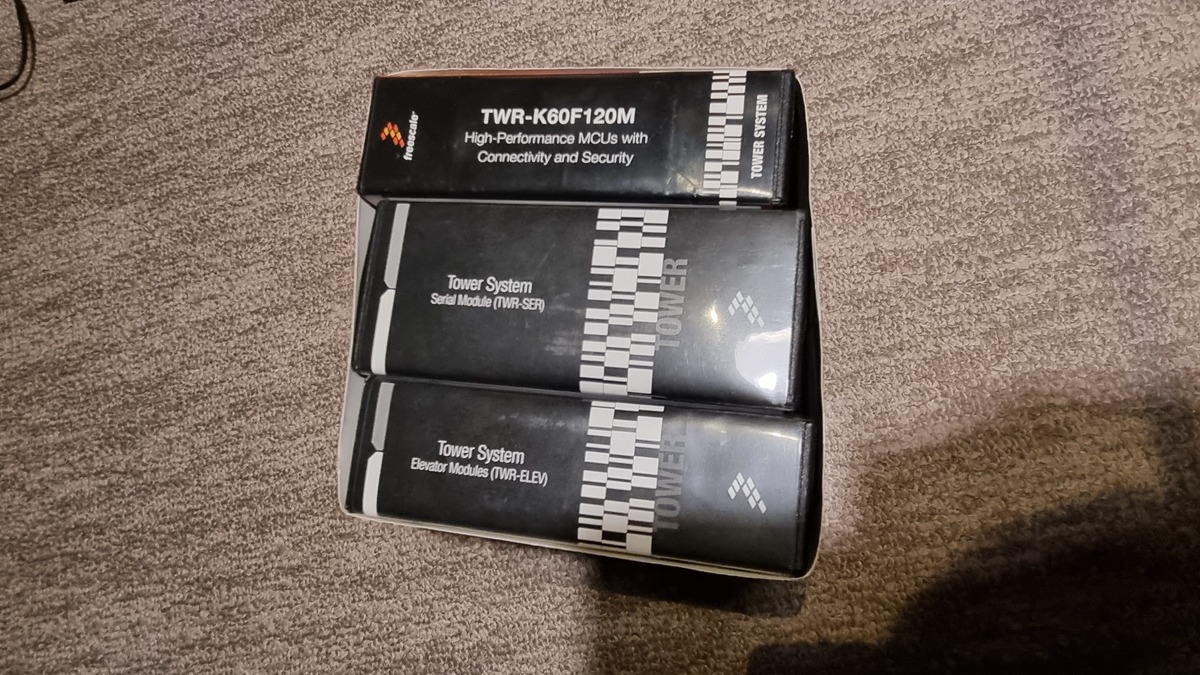 freescale
TWR-K60F120M
High-Performance MCUs with
Connectivity and Security
TOWER SYSTEM
Tower System
Serial Module (TWR-SER)
TOWER
Tower System
Elevator Modules (TWR-ELEV)
TOWER